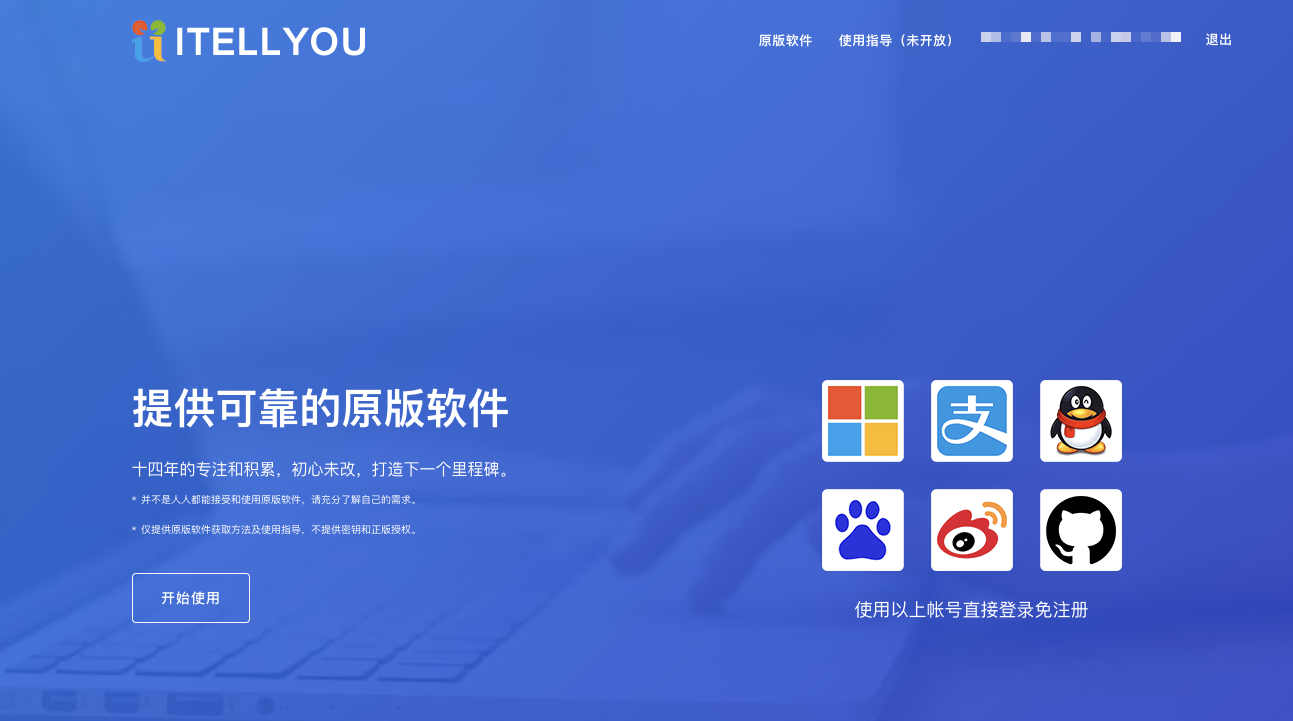 ITELLYOU
原版软件
使用指导（未开放）
退出
提供可靠的原版软件
十四年的专注和积累，初心未改，打造下一个里程碑。
* 并不是人人都能接受和使用原版软件，请充分了解自己的需求。
* 仅提供原版软件获取方法及使用指导，不提供密钥和正版授权。
开始使用
支
使用以上帐号直接登录免注册